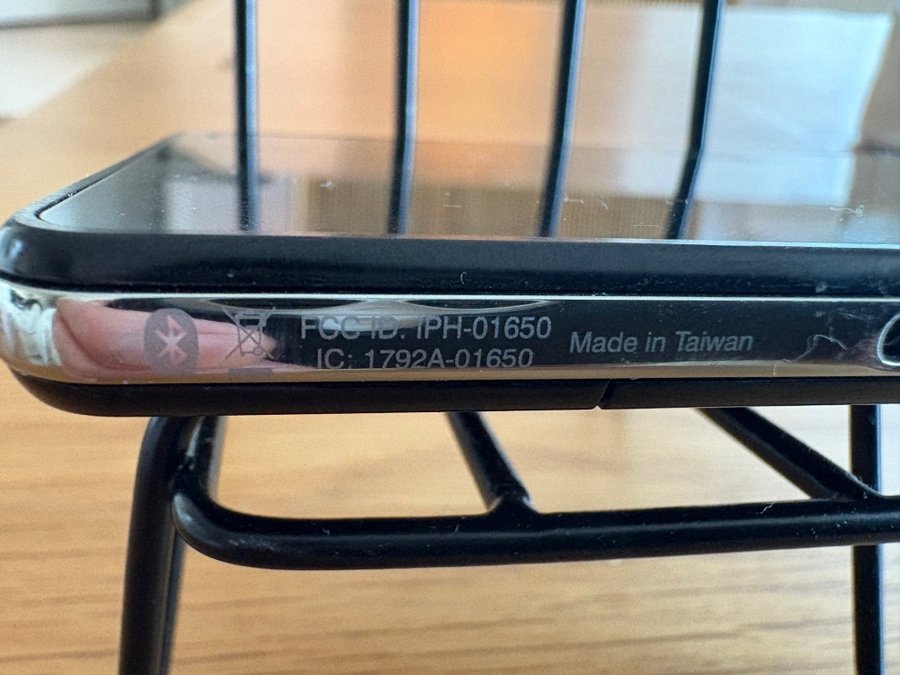 FCC ID: IPH-01650
IC: 1792A-01650
Made in Taiwan